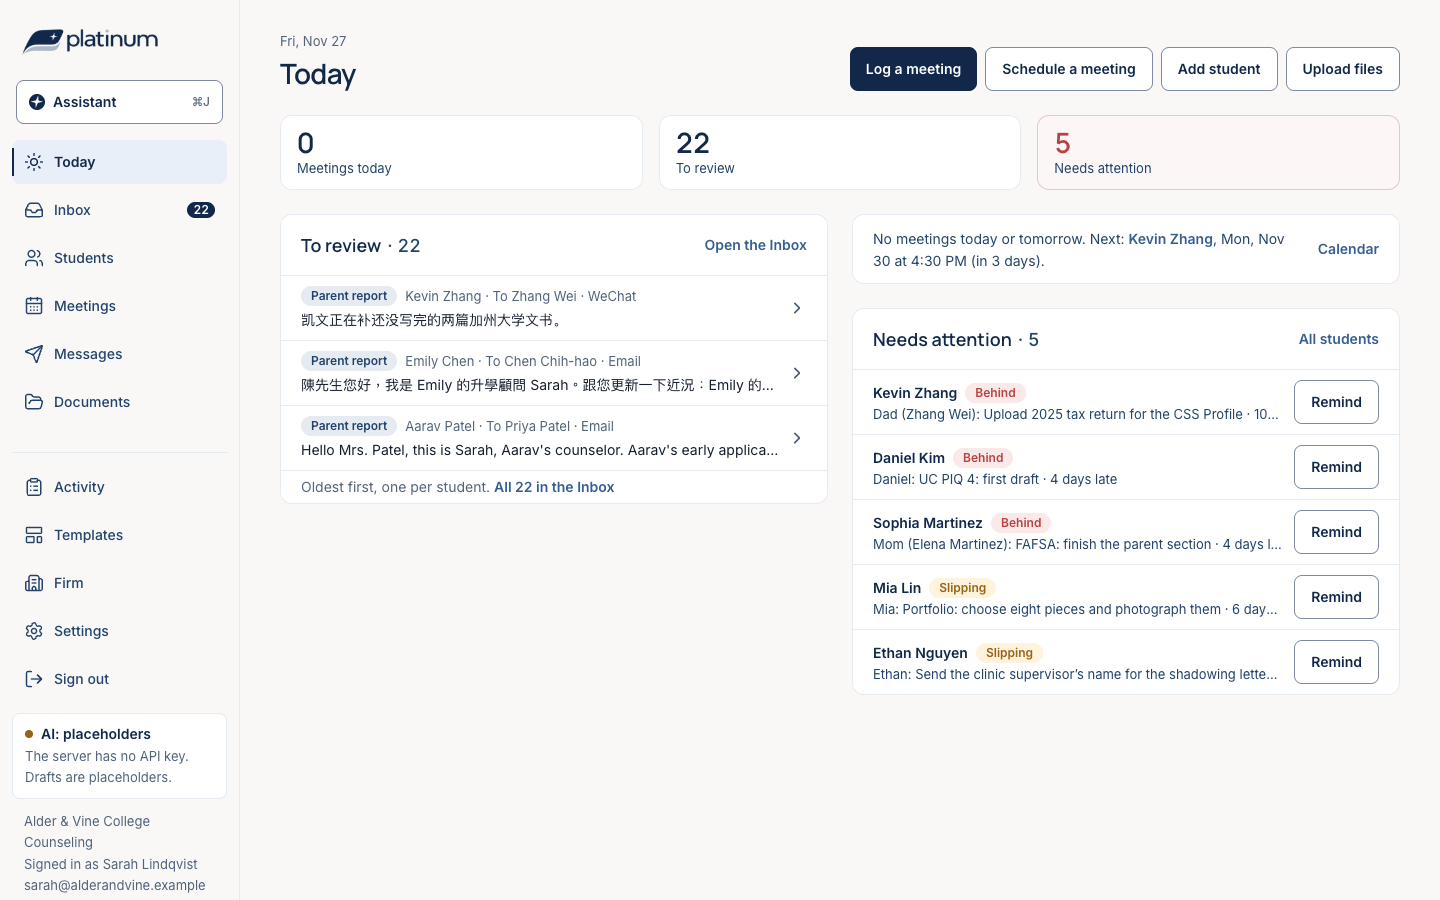 platinum
Assistant ⌘J
Today
Inbox 22
Students
Meetings
Messages
Documents
Activity
Templates
Firm
Settings
Sign out
AI: placeholders
The server has no API key.
Drafts are placeholders.
Alder & Vine College
Counseling
Signed in as Sarah Lindqvist
sarah@alderandvine.example
Fri, Nov 27
Today
Log a meeting
Schedule a meeting
Add student
Upload files
0
Meetings today
22
To review
5
Needs attention
To review · 22
Open the Inbox
Parent report Kevin Zhang · To Zhang Wei · WeChat
凯文正在补还没写完的两篇加州大学文书。
Parent report Emily Chen · To Chen Chih-hao · Email
陳先生您好，我是 Emily 的升學顧問 Sarah。跟您更新一下近況：Emily 的...
Parent report Aarav Patel · To Priya Patel · Email
Hello Mrs. Patel, this is Sarah, Aarav's counselor. Aarav's early applica...
Oldest first, one per student. All 22 in the Inbox
No meetings today or tomorrow. Next: Kevin Zhang, Mon, Nov
30 at 4:30 PM (in 3 days).
Calendar
Needs attention · 5
All students
Kevin Zhang Behind
Dad (Zhang Wei): Upload 2025 tax return for the CSS Profile · 10...
Remind
Daniel Kim Behind
Daniel: UC PIQ 4: first draft · 4 days late
Remind
Sophia Martinez Behind
Mom (Elena Martinez): FAFSA: finish the parent section · 4 days l...
Remind
Mia Lin Slipping
Mia: Portfolio: choose eight pieces and photograph them · 6 day...
Remind
Ethan Nguyen Slipping
Ethan: Send the clinic supervisor’s name for the shadowing lette...
Remind